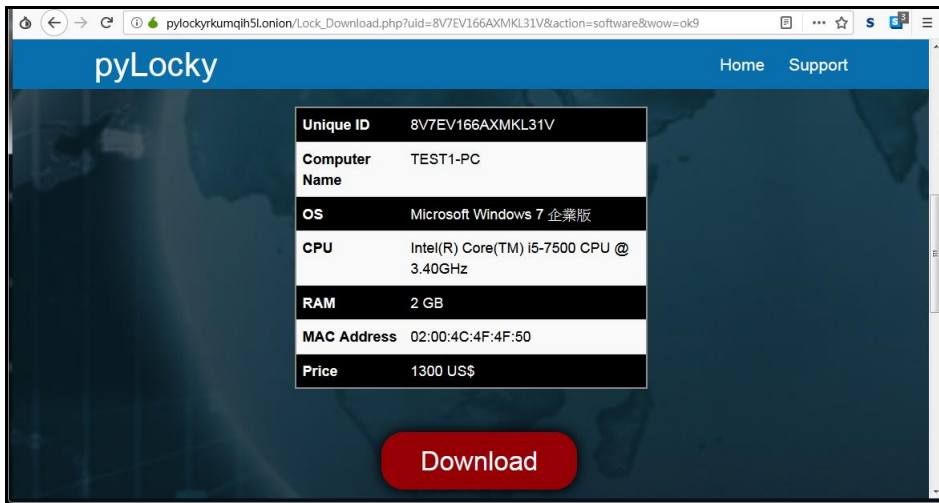 pylockyrkumqih5l.onion/Lock_Download.php?uid=8V7EV166AXMKL31V&action=software&wow=ok9
S
S 3
pyLocky
Home Support
Unique ID 8V7EV166AXMKL31V
Computer Name TEST1-PC
OS Microsoft Windows 7 企業版
CPU Intel(R) Core(TM) i5-7500 CPU @
3.40GHz
RAM 2 GB
MAC Address 02:00:4C:4F:4F:50
Price 1300 US$
Download